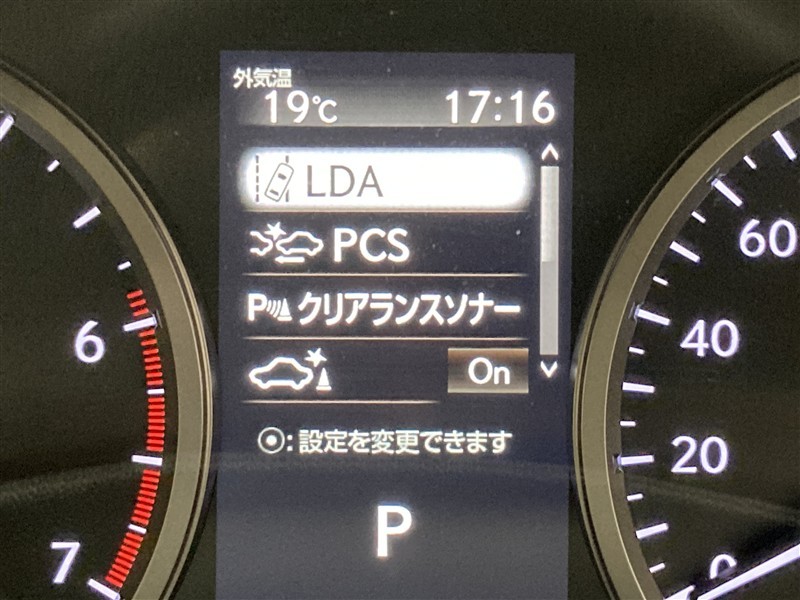 外気温
19℃ 17:16
LDA
PCS
P クリアランスソナー
On
⦿:設定を変更できます
P
6
7
60
40
20
0